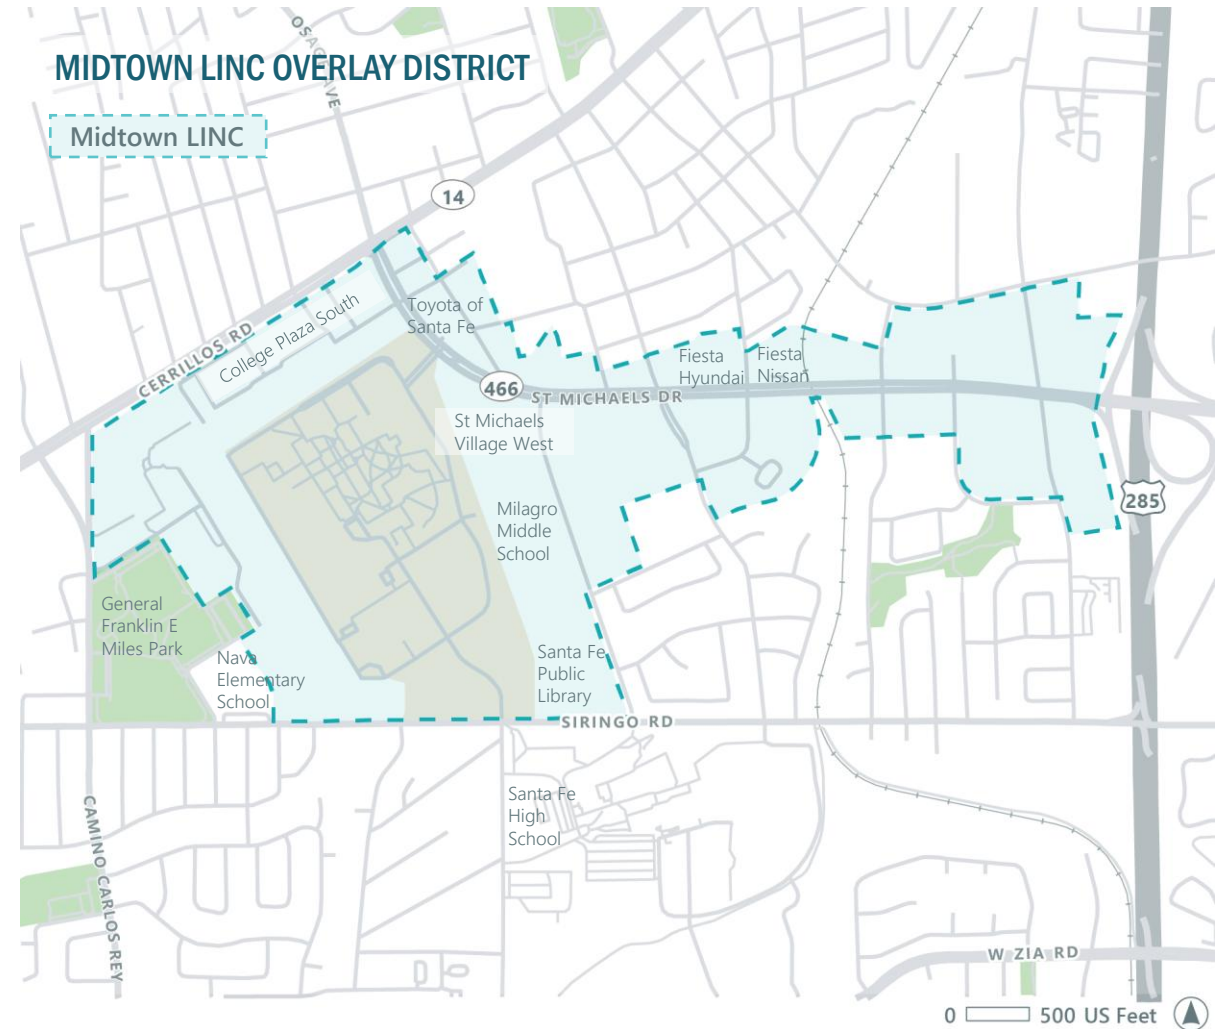 MIDTOWN LINC OVERLAY DISTRICT
OSAGE AVE
Midtown LINC
14
CERRILLOS RD
College Plaza South
Toyota of
Santa Fe
466
ST MICHAELS DR
Fiesta
Hyundai
Fiesta
Nissan
St Michaels
Village West
285
Milagro
Middle
School
General
Franklin E
Miles Park
Nava
Elementary
School
Santa Fe
Public
Library
SIRINGO RD
Santa Fe
High
School
CAMINO CARLOS REY
W ZIA RD
0 500 US Feet